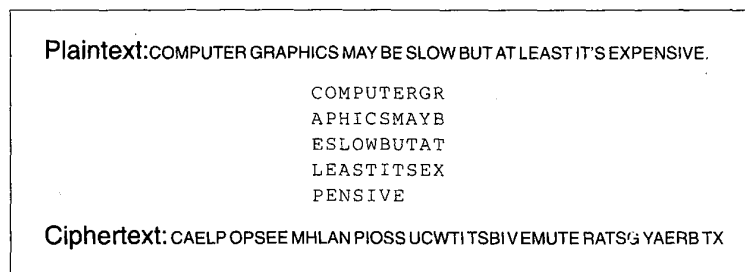 Plaintext: COMPUTER GRAPHICS MAY BE SLOW BUT AT LEAST IT'S EXPENSIVE.
COMPUTERGR
APHICSMAYB
ESLOWBUTAT
LEASTITSEX
PENSIVE
Ciphertext: CAELP OPSEE MHLAN PIOSS UCWTI TSBIV EMUTE RATSG YAERB TX